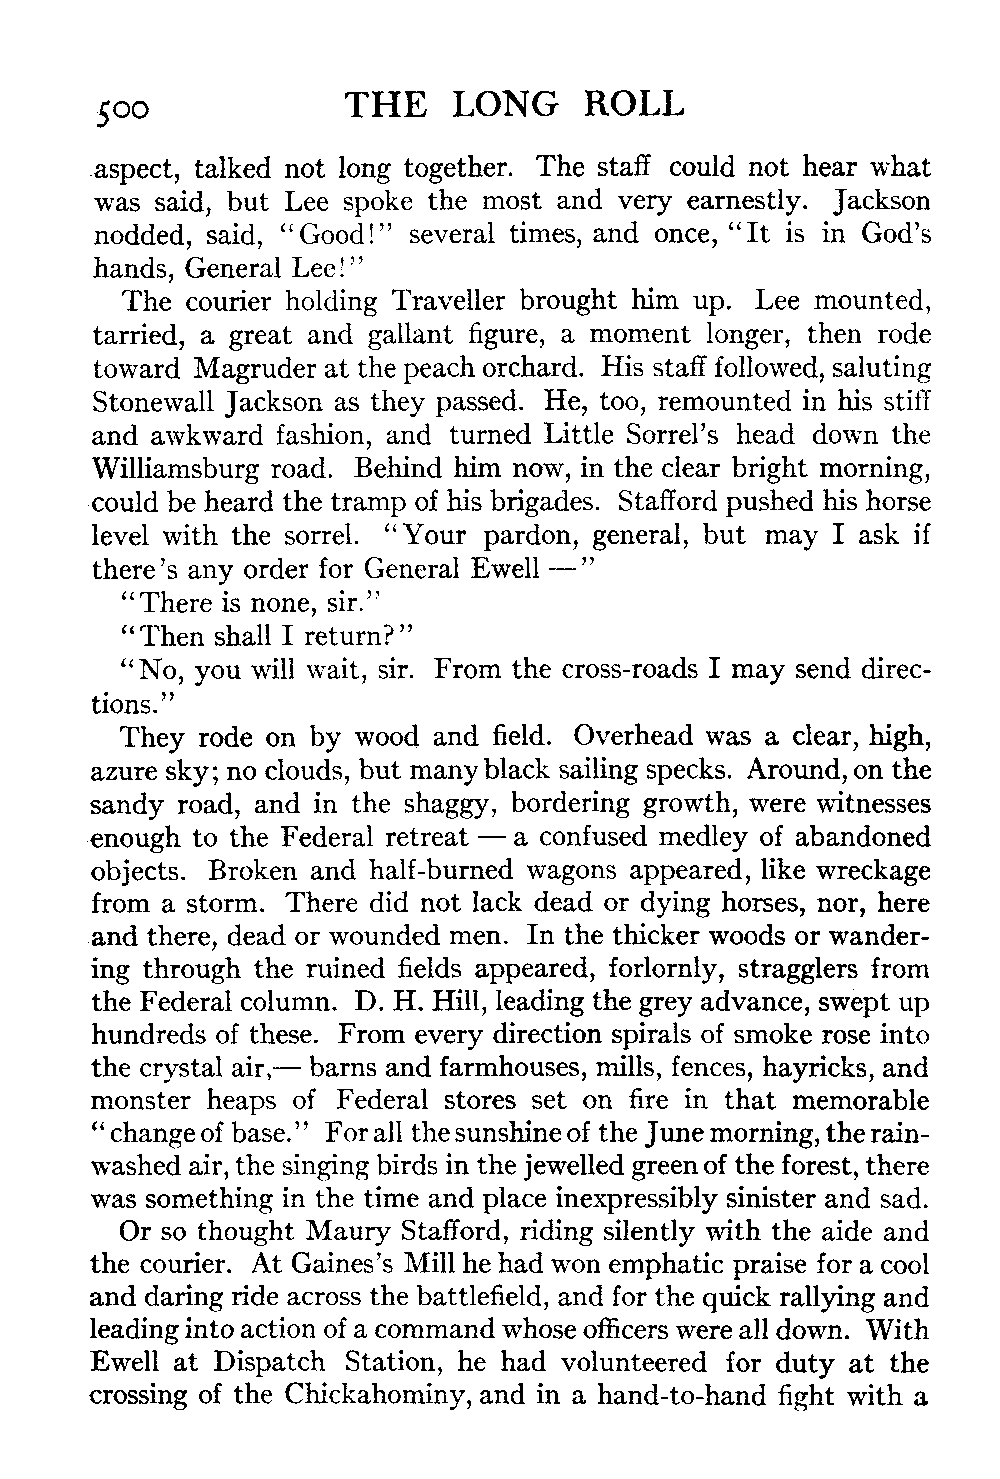 500 THE LONG ROLL
aspect, talked not long together. The staff could not hear what
was said, but Lee spoke the most and very earnestly. Jackson
nodded, said, "Good!" several times, and once, "It is in God's
hands, General Lee!"
The courier holding Traveller brought him up. Lee mounted,
tarried, a great and gallant figure, a moment longer, then rode
toward Magruder at the peach orchard. His staff followed, saluting
Stonewall Jackson as they passed. He, too, remounted in his stiff
and awkward fashion, and turned Little Sorrel's head down the
Williamsburg road. Behind him now, in the clear bright morning,
could be heard the tramp of his brigades. Stafford pushed his horse
level with the sorrel. "Your pardon, general, but may I ask if
there's any order for General Ewell —"
"There is none, sir."
"Then shall I return?"
"No, you will wait, sir. From the cross-roads I may send direc-
tions."
They rode on by wood and field. Overhead was a clear, high,
azure sky; no clouds, but many black sailing specks. Around, on the
sandy road, and in the shaggy, bordering growth, were witnesses
enough to the Federal retreat — a confused medley of abandoned
objects. Broken and half-burned wagons appeared, like wreckage
from a storm. There did not lack dead or dying horses, nor, here
and there, dead or wounded men. In the thicker woods or wander-
ing through the ruined fields appeared, forlornly, stragglers from
the Federal column. D. H. Hill, leading the grey advance, swept up
hundreds of these. From every direction spirals of smoke rose into
the crystal air,— barns and farmhouses, mills, fences, hayricks, and
monster heaps of Federal stores set on fire in that memorable
"change of base." For all the sunshine of the June morning, the rain-
washed air, the singing birds in the jewelled green of the forest, there
was something in the time and place inexpressibly sinister and sad.
Or so thought Maury Stafford, riding silently with the aide and
the courier. At Gaines's Mill he had won emphatic praise for a cool
and daring ride across the battlefield, and for the quick rallying and
leading into action of a command whose officers were all down. With
Ewell at Dispatch Station, he had volunteered for duty at the
crossing of the Chickahominy, and in a hand-to-hand fight with a